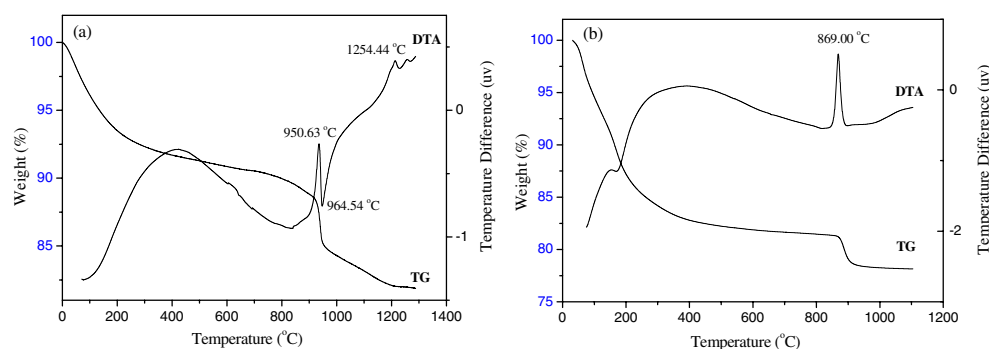 (a)
1254.44 °C
DTA
950.63 °C
964.54 °C
TG
100
95
90
85
Weight (%)
0
-1
Temperature Difference (uv)
0 200 400 600 800 1000 1200 1400
Temperature (°C)
(b)
869.00 °C
DTA
TG
100
95
90
85
80
75
Weight (%)
0
-2
Temperature Difference (uv)
0 200 400 600 800 1000 1200
Temperature (°C)